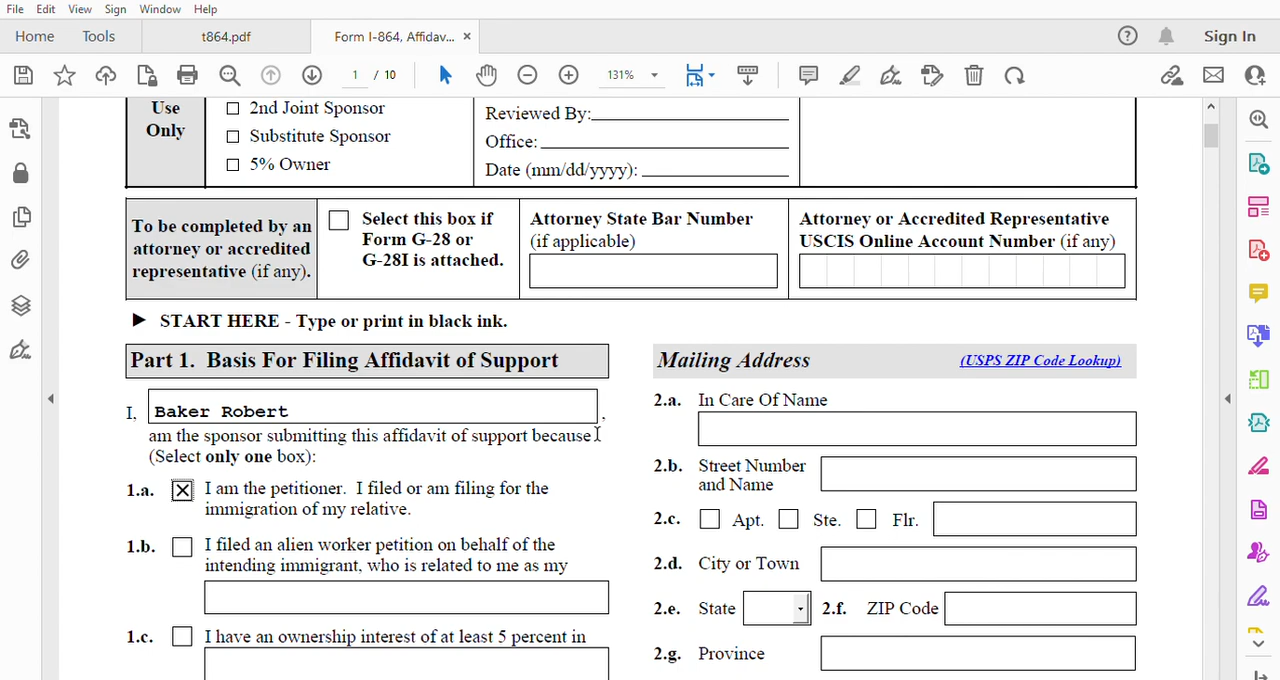 File Edit View Sign Window Help
Home Tools t864.pdf Form I-864, Affidav... × Sign In
1 / 10 131%
Use
Only
2nd Joint Sponsor
Substitute Sponsor
5% Owner
Reviewed By:
Office:
Date (mm/dd/yyyy):
To be completed by an
attorney or accredited
representative (if any).
Select this box if
Form G-28 or
G-28I is attached.
Attorney State Bar Number
(if applicable)
Attorney or Accredited Representative
USCIS Online Account Number (if any)
► START HERE - Type or print in black ink.
Part 1. Basis For Filing Affidavit of Support
I, Baker Robert ,
am the sponsor submitting this affidavit of support because
(Select only one box):
1.a. I am the petitioner. I filed or am filing for the
immigration of my relative.
1.b. I filed an alien worker petition on behalf of the
intending immigrant, who is related to me as my
1.c. I have an ownership interest of at least 5 percent in
Mailing Address (USPS ZIP Code Lookup)
2.a. In Care Of Name
2.b. Street Number
and Name
2.c. Apt. Ste. Flr.
2.d. City or Town
2.e. State 2.f. ZIP Code
2.g. Province